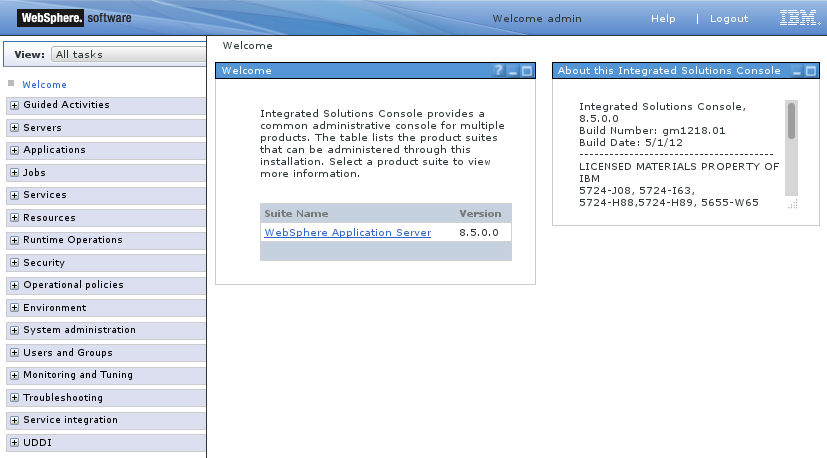 WebSphere. software
Welcome admin
Help | Logout
IBM.
View: All tasks
Welcome
Guided Activities
Servers
Applications
Jobs
Services
Resources
Runtime Operations
Security
Operational policies
Environment
System administration
Users and Groups
Monitoring and Tuning
Troubleshooting
Service integration
UDDI
Welcome
Welcome
Integrated Solutions Console provides a
common administrative console for multiple
products. The table lists the product suites
that can be administered through this
installation. Select a product suite to view
more information.
Suite Name Version
WebSphere Application Server 8.5.0.0
About this Integrated Solutions Console
Integrated Solutions Console,
8.5.0.0
Build Number: gm1218.01
Build Date: 5/1/12
----------------------------------
LICENSED MATERIALS PROPERTY OF
IBM
5724-J08, 5724-I63,
5724-H88,5724-H89, 5655-W65